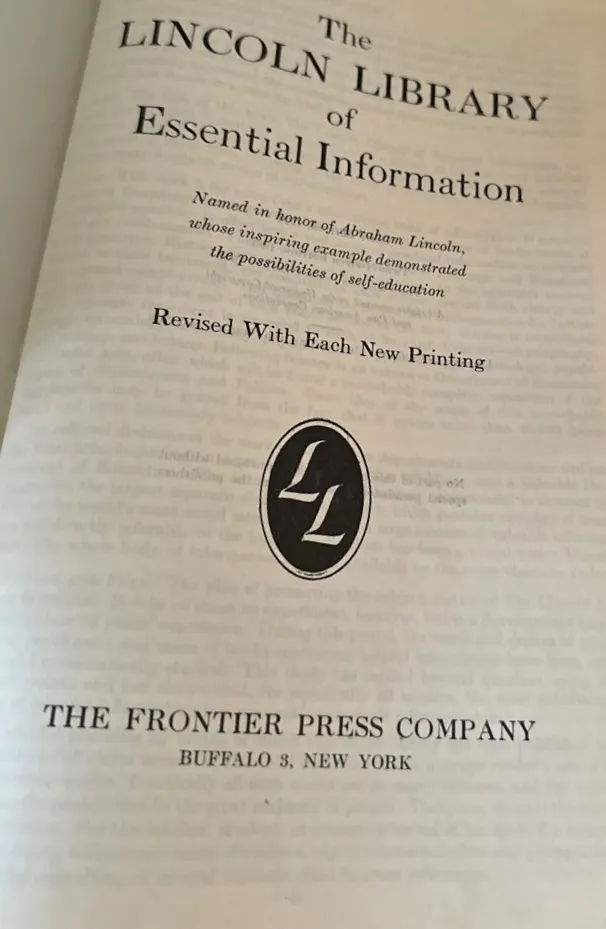 The
LINCOLN LIBRARY
of
Essential Information
Named in honor of Abraham Lincoln,
whose inspiring example demonstrated
the possibilities of self-education
Revised With Each New Printing
LL
THE FRONTIER PRESS COMPANY
BUFFALO 3, NEW YORK